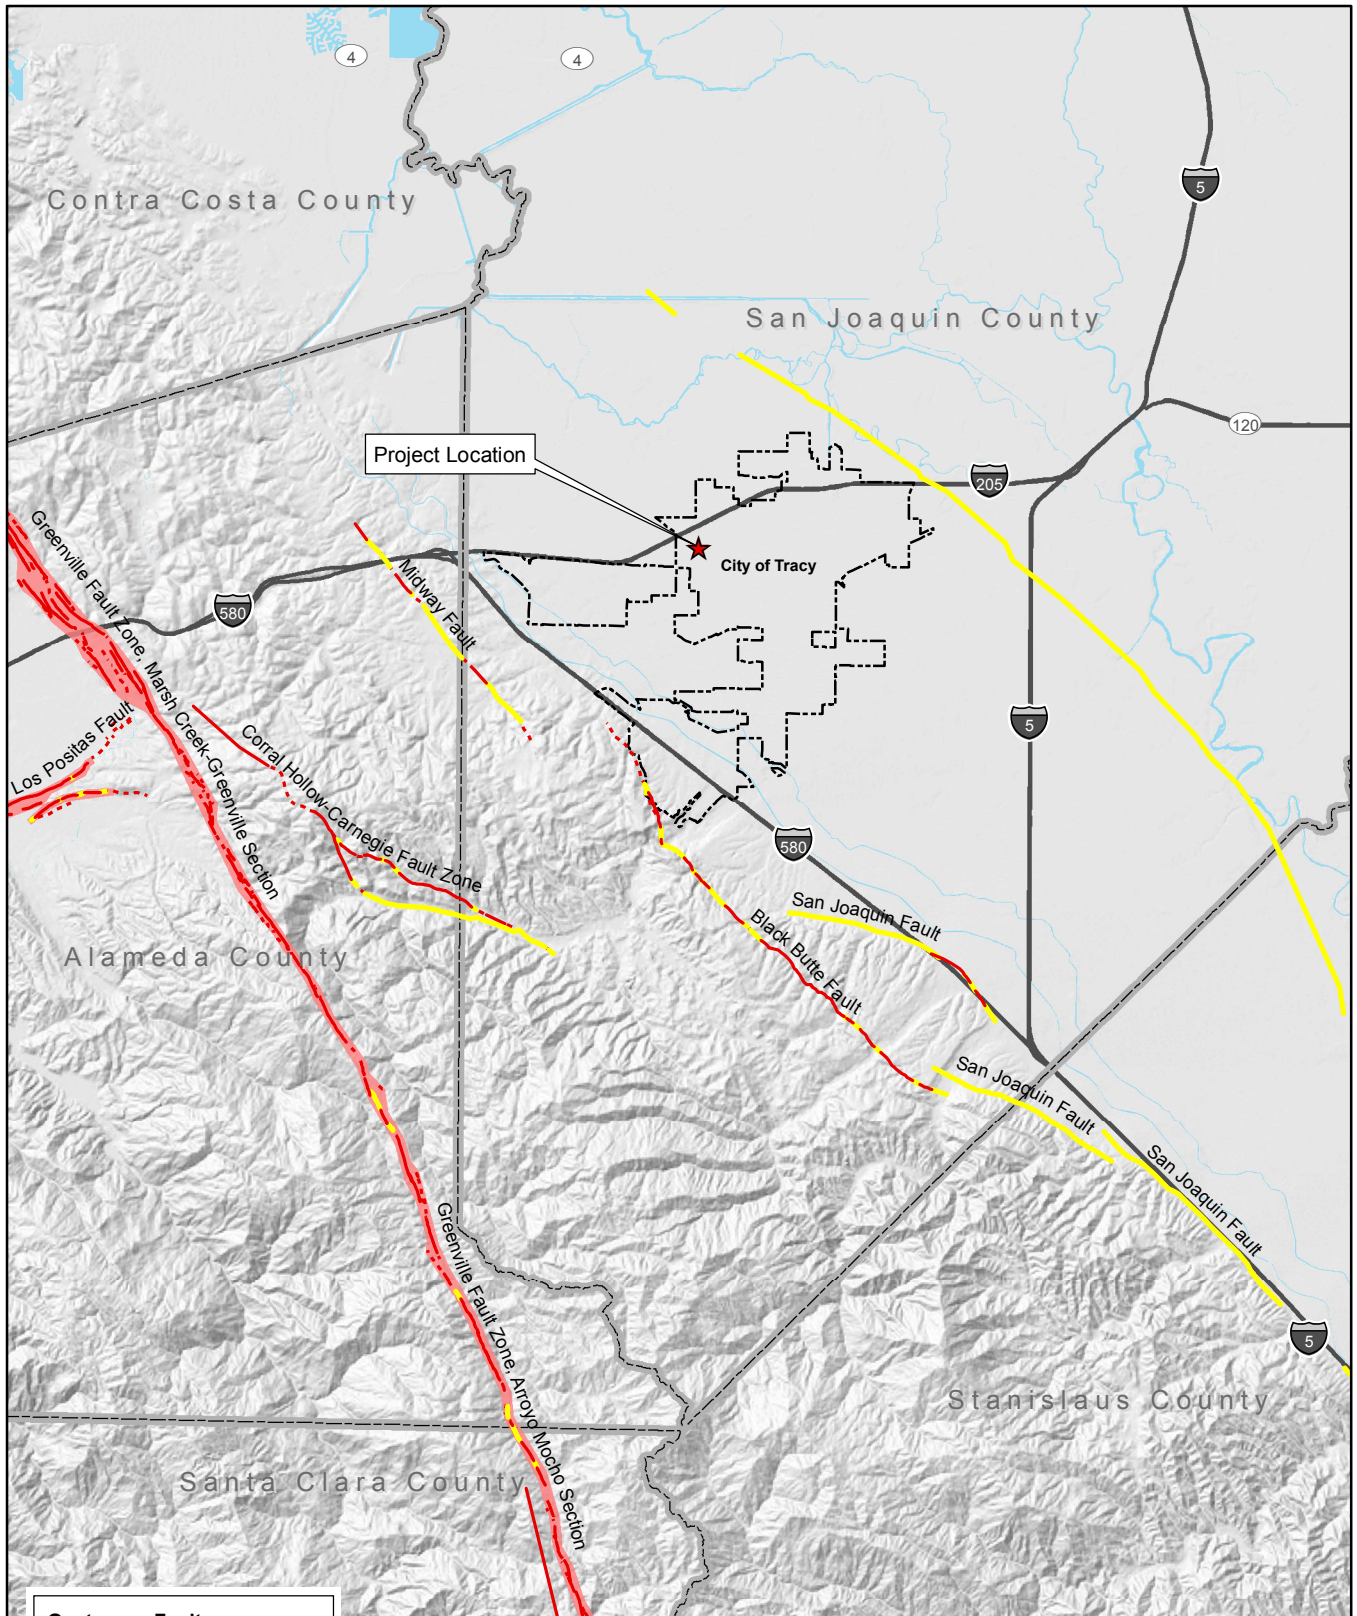 4
4
5
Contra Costa County
San Joaquin County
120
Project Location
205
City of Tracy
Greenville Fault Zone, Marsh Creek-Greenville Section
580
Midway Fault
Los Positas Fault
Corral Hollow-Carnegie Fault Zone
5
580
San Joaquin Fault
Black Butte Fault
Alameda County
San Joaquin Fault
San Joaquin Fault
Greenville Fault Zone, Arroyo Mocho Section
5
Stanislaus County
Santa Clara County